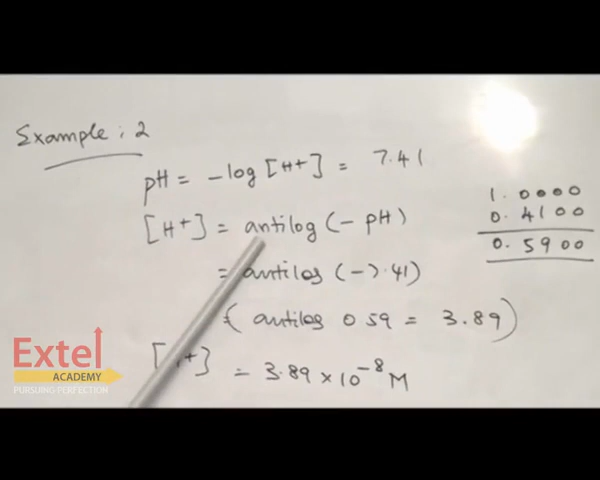 Example: 2
pH = -log [H+] = 7.41
[H+] = antilog (- pH)
= antilog (-7.41)
( antilog 0.59 = 3.89 )
= 3.89 × 10⁻⁸ M
1.0000
0.4100
0.5900
Extel
ACADEMY
PURSUING PERFECTION